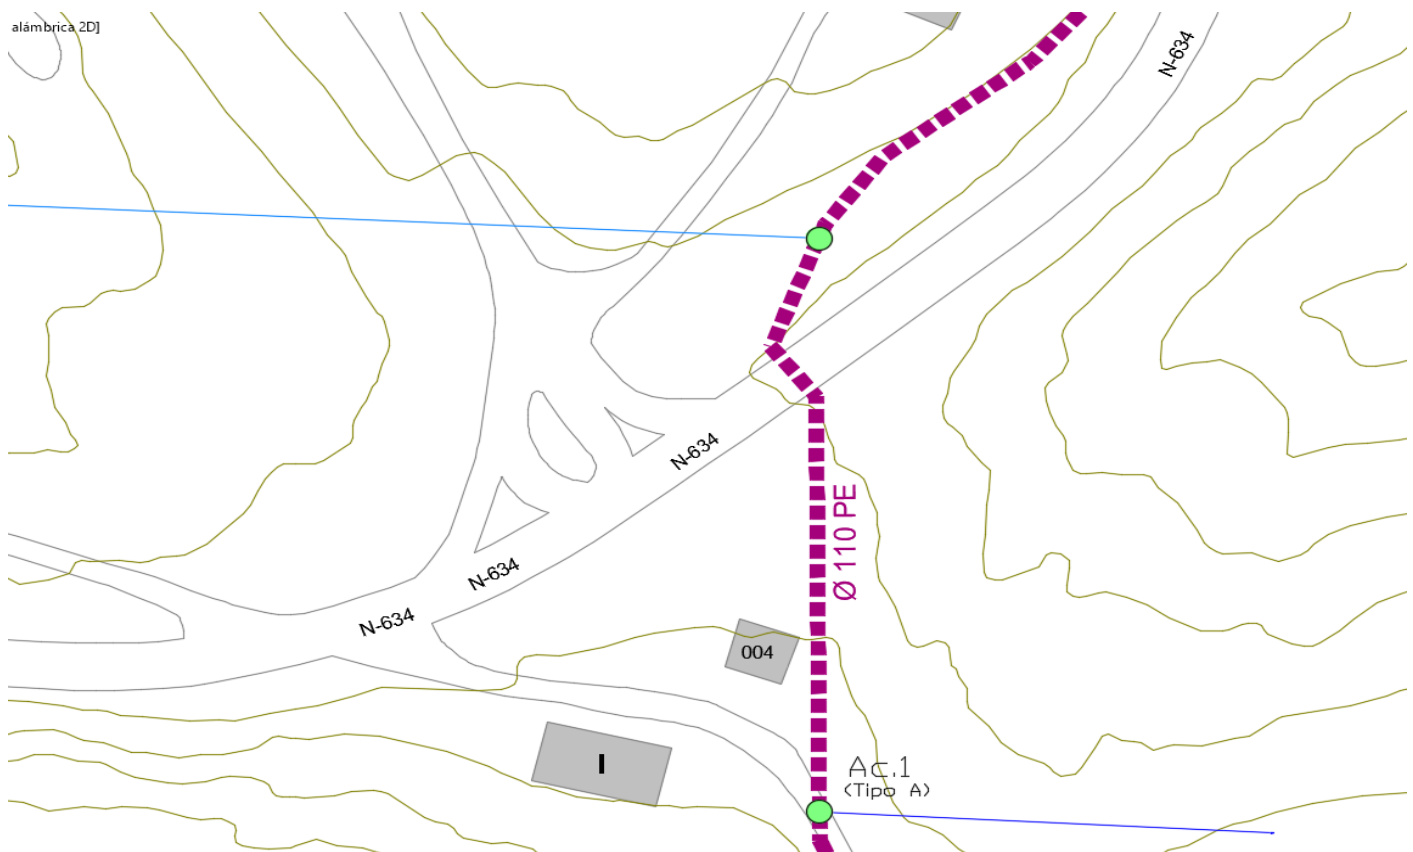 alámbrica 2D]
N-634
N-634
Ø 110 PE
N-634
N-634
004
I
Ac.1
(Tipo A)